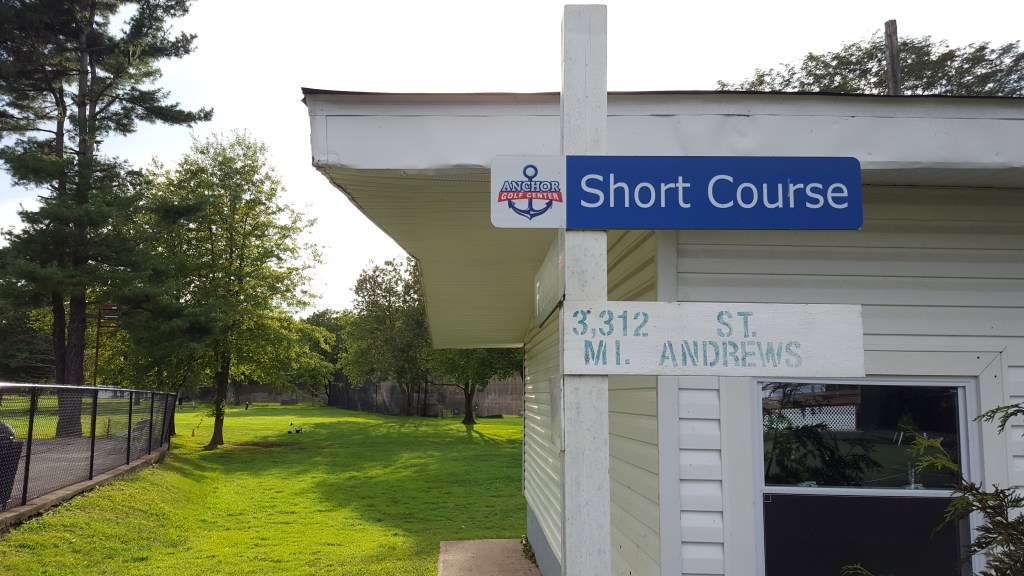 ANCHOR
GOLF CENTER
Short Course
3,312 ST.
MI. ANDREWS